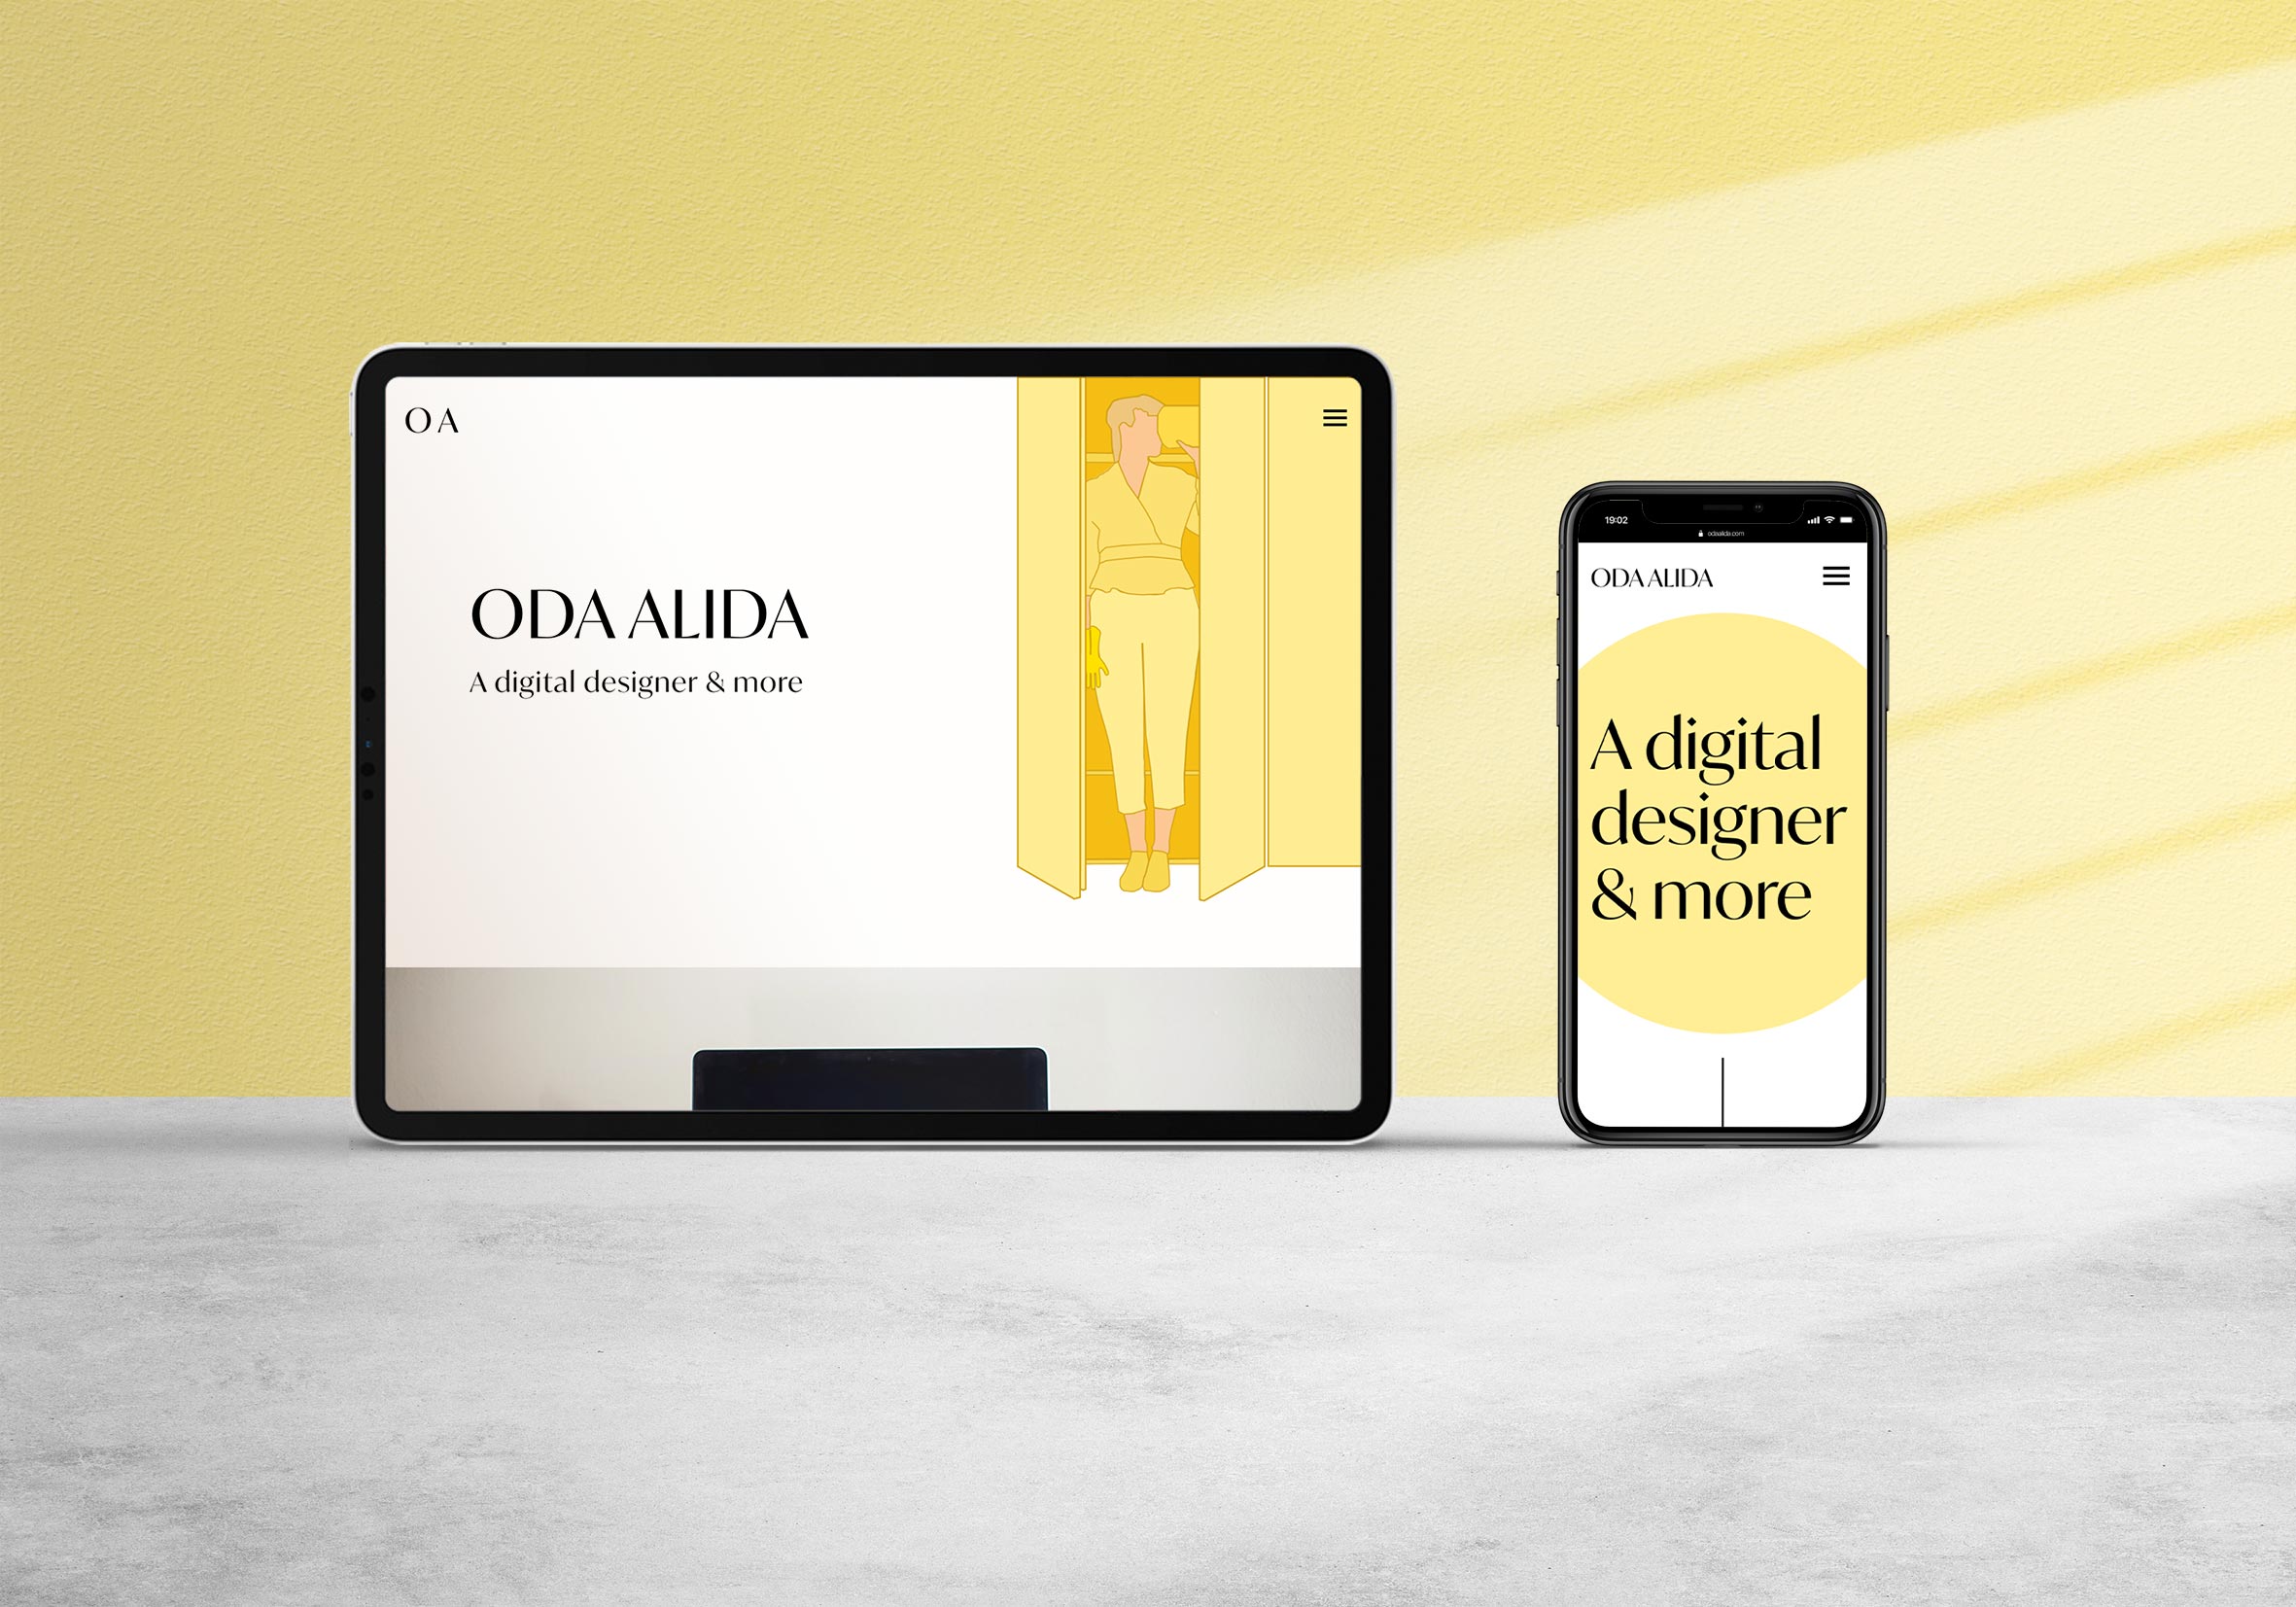 O A
ODA ALIDA
A digital designer & more
19:02
odaalida.com
ODA ALIDA
A digital
designer
& more